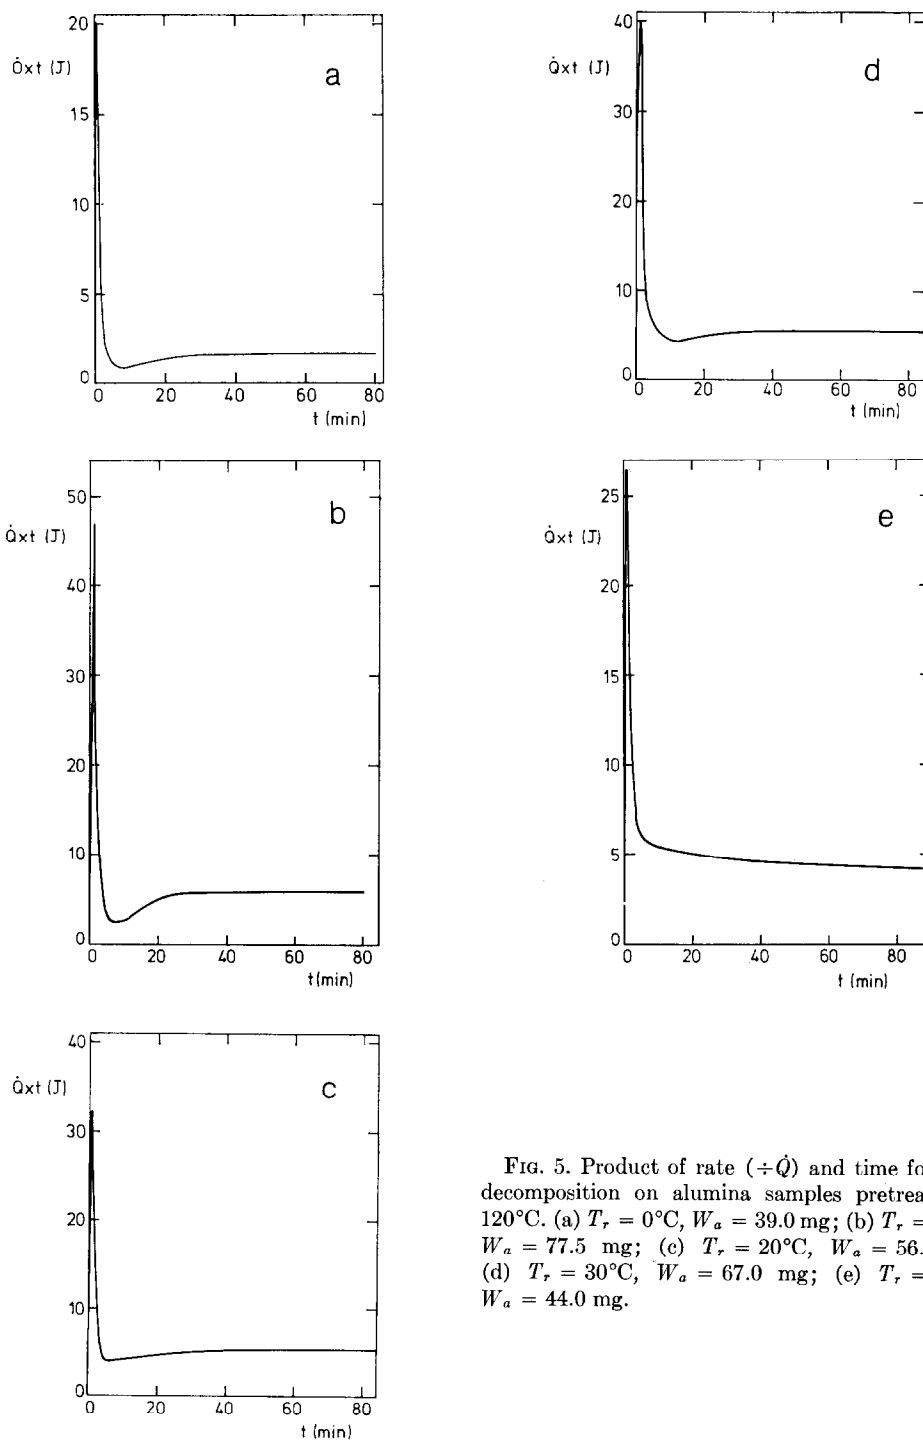 20
Q̇xt (J)
a
15
10
5
0
0 20 40 60 80
t (min)
40
Q̇xt (J)
d
30
20
10
0
0 20 40 60 80
t (min)
50
b
Q̇xt (J)
40
30
20
10
0
0 20 40 60 80
t(min)
25
e
Q̇xt (J)
20
15
10
5
0
0 20 40 60 80
t (min)
40
Q̇xt (J)
c
30
20
10
0
0 20 40 60 80
t (min)
FIG. 5. Product of rate (÷Q̇) and time fo
decomposition on alumina samples pretrea
120°C. (a) Tr = 0°C, Wa = 39.0 mg; (b) Tr =
Wa = 77.5 mg; (c) Tr = 20°C, Wa = 56.
(d) Tr = 30°C, Wa = 67.0 mg; (e) Tr =
Wa = 44.0 mg.